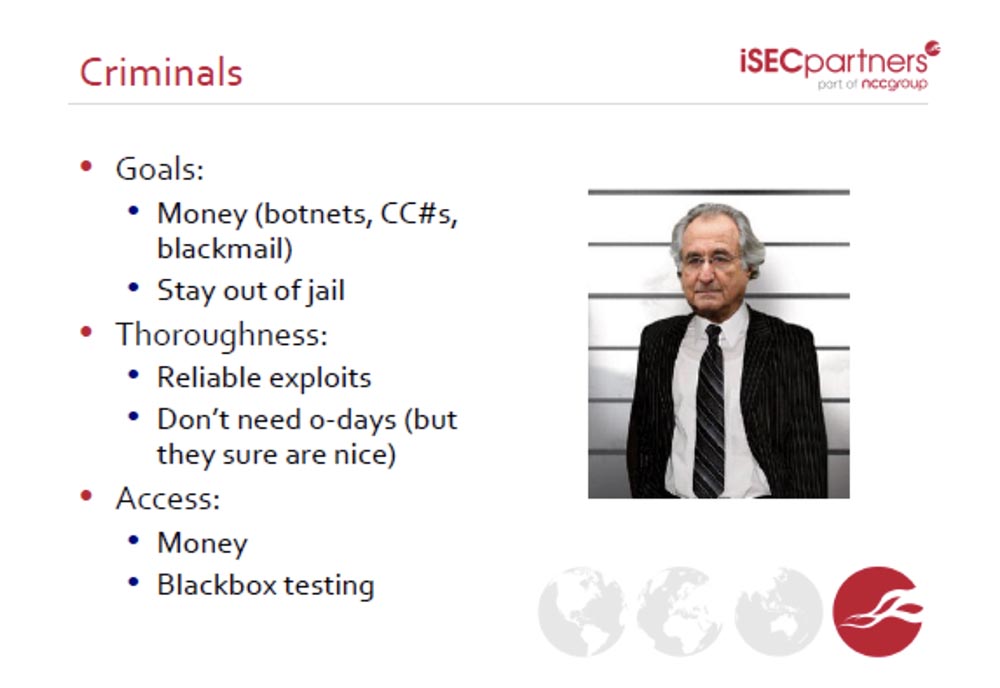 Criminals
iSECpartners
part of nccgroup
• Goals:
• Money (botnets, CC#s,
blackmail)
• Stay out of jail
• Thoroughness:
• Reliable exploits
• Don’t need 0-days (but
they sure are nice)
• Access:
• Money
• Blackbox testing